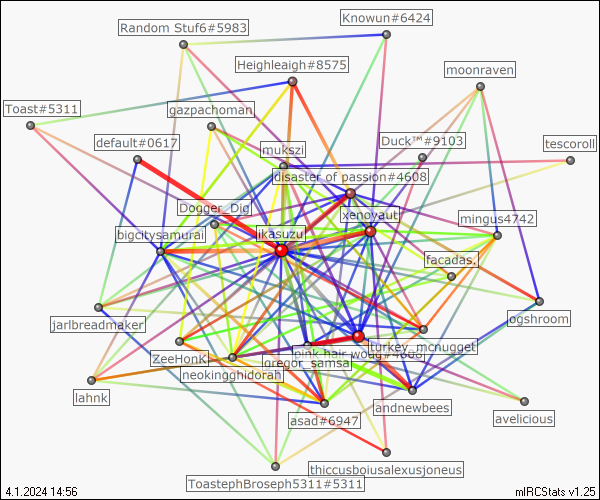 Knowun#6424
Random Stuf6#5983
Heighleaigh#8575
moonraven
Toast#5311
gazpachoman
default#0617
Duck™#9103
tescoroll
mukszi
disaster of passion#4608
Dogger_Dig
xenoyaut
mingus4742
bigcitysamurai
ikasuzu
facadas.
jarlbreadmaker
ogshroom
ZeeHonk
pink hair
turkey_mcnugget
gregor_samsa
neokingghidorah
lahnk
andnewbees
avelicious
asad#6947
thiccusboiusalexusjoneus
ToastephBroseph5311#5311
4.1.2024 14:56
mIRCStats v1.25